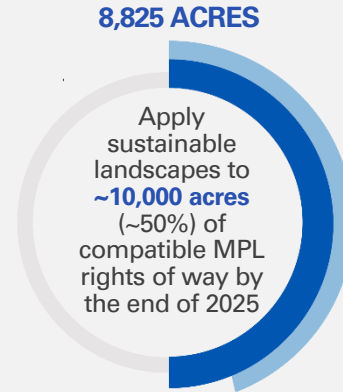 8,825 ACRES
Apply
sustainable
landscapes to
~10,000 acres
(~50%) of
compatible MPL
rights of way by
the end of 2025